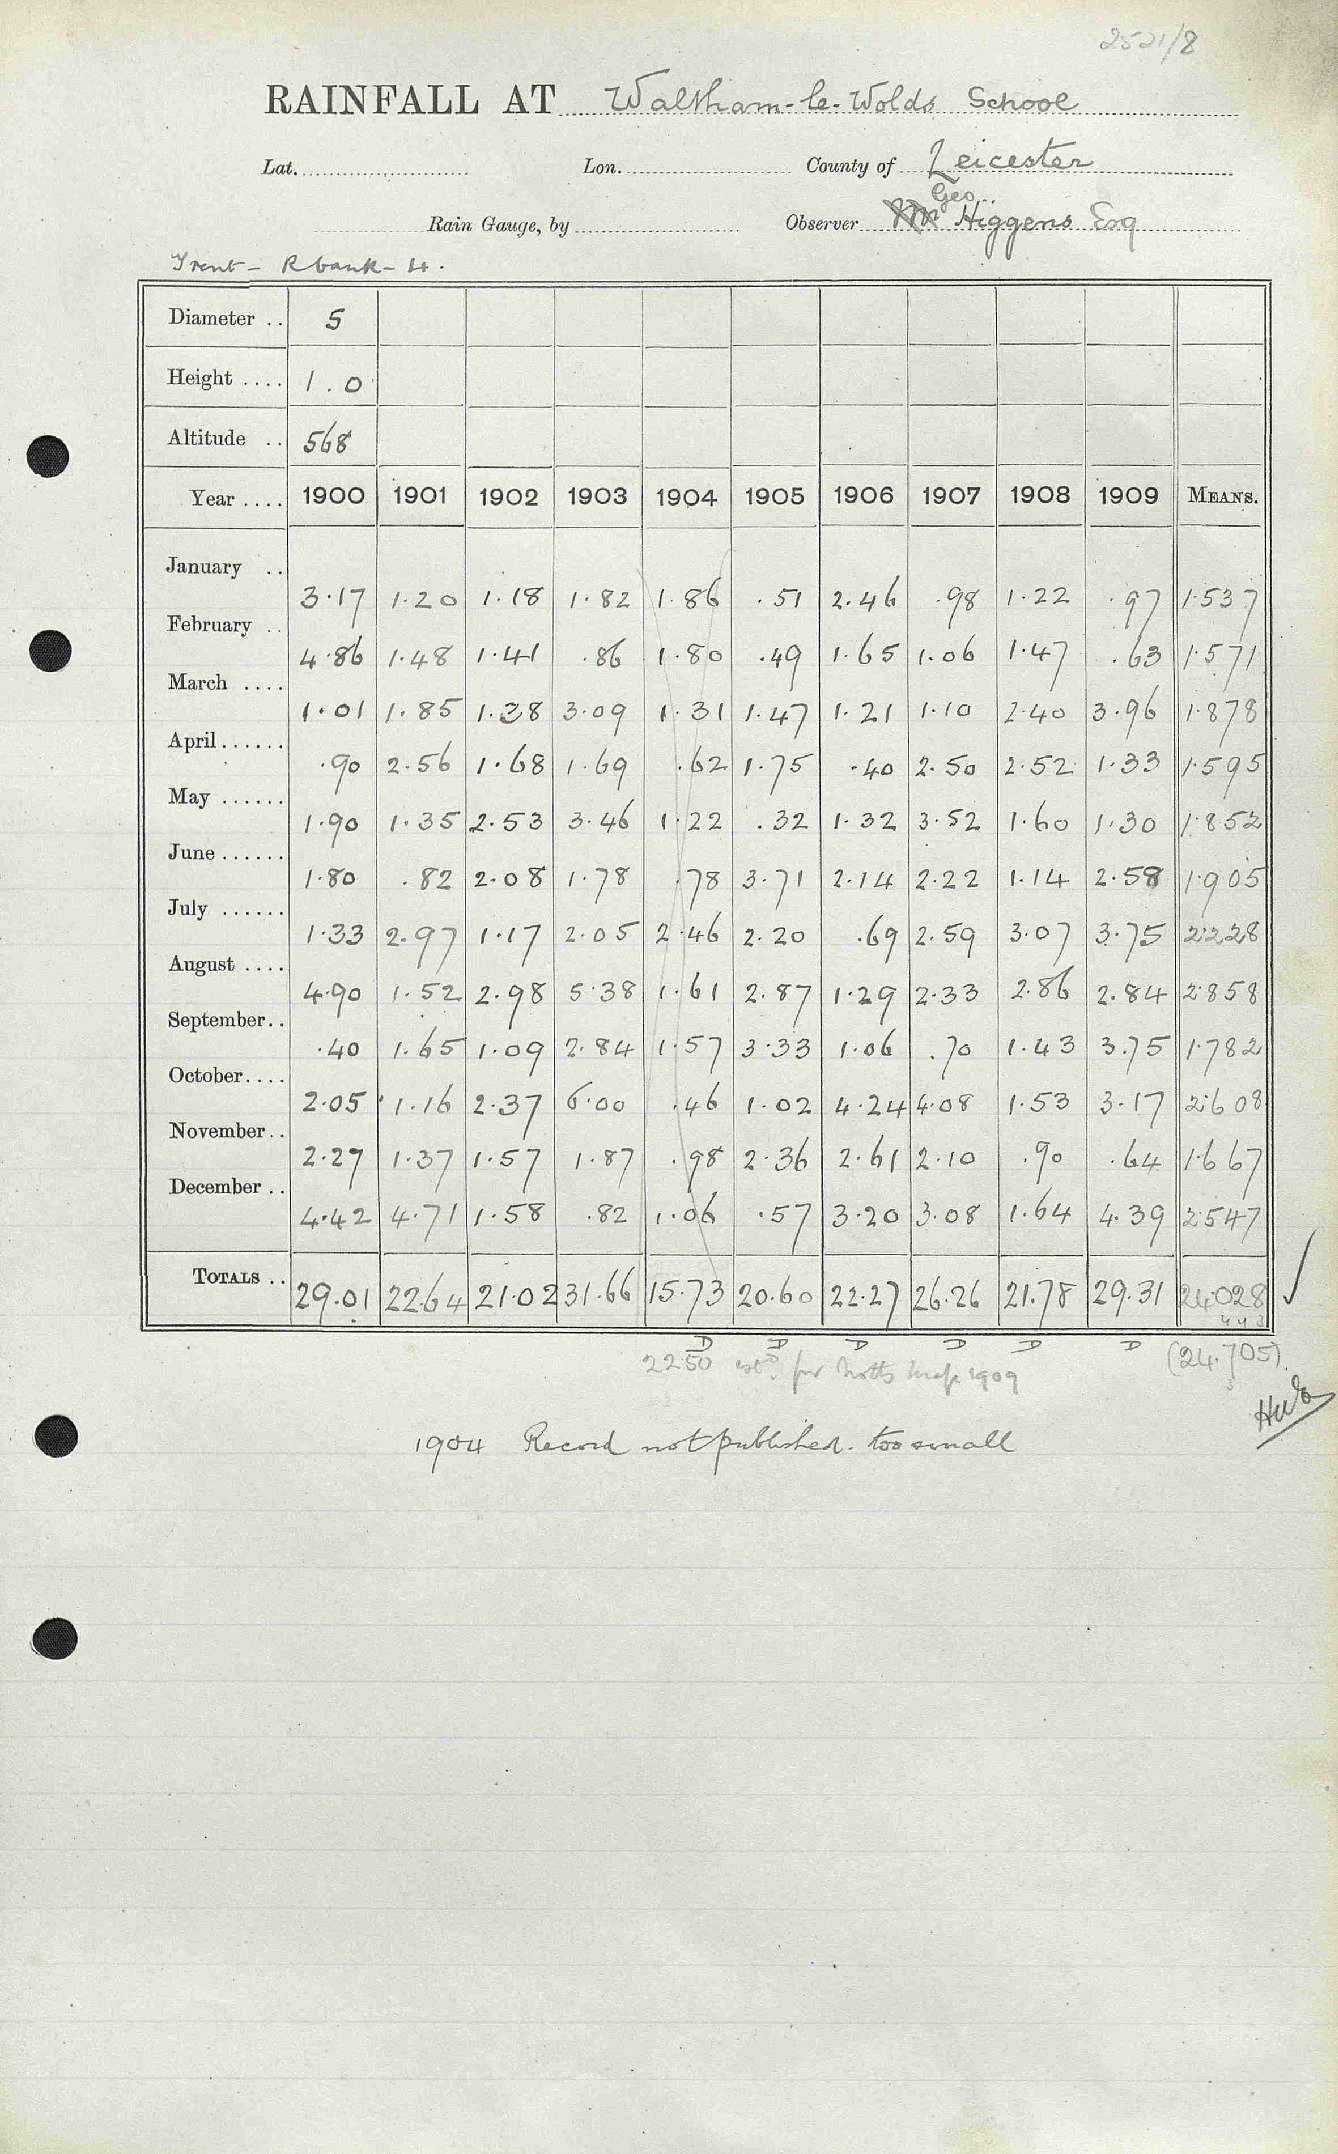 2521/8
RAINFALL AT Waltham-le-Wolds School
Lat. Lon. County of Leicester
Geo
Rain Gauge, by Observer Mr Higgens Esq
Trent - R bank - 4.
Diameter .. 5
Height .... 1.0
Altitude .. 568
Year .... 1900 1901 1902 1903 1904 1905 1906 1907 1908 1909 MEANS.
January .. 3.17 1.20 1.18 1.82 1.86 .51 2.46 .98 1.22 .97 1.537
February .. 4.86 1.48 1.41 .86 1.80 .49 1.65 1.06 1.47 .63 1.571
March .... 1.01 1.85 1.38 3.09 1.31 1.47 1.21 1.10 2.40 3.96 1.878
April...... .90 2.56 1.68 1.69 .62 1.75 .40 2.50 2.52 1.33 1.595
May ...... 1.90 1.35 2.53 3.46 1.22 .32 1.32 3.52 1.60 1.30 1.852
June...... 1.80 .82 2.08 1.78 .78 3.71 2.14 2.22 1.14 2.58 1.905
July ...... 1.33 2.97 1.17 2.05 2.46 2.20 .69 2.59 3.07 3.75 2.228
August .... 4.90 1.52 2.98 5.38 1.61 2.87 1.29 2.33 2.86 2.84 2.858
September.. .40 1.65 1.09 2.84 1.57 3.33 1.06 .70 1.43 3.75 1.782
October.... 2.05 1.16 2.37 6.00 .46 1.02 4.24 4.08 1.53 3.17 2.608
November.. 2.27 1.37 1.57 1.87 .98 2.36 2.61 2.10 .90 .64 1.667
December .. 4.42 4.71 1.58 .82 1.06 .57 3.20 3.08 1.64 4.39 2.547
TOTALS .. 29.01 22.64 21.02 31.66 15.73 20.60 22.27 26.26 21.78 29.31 24.028
D D D D D D
22.50 estd. for Notts Map 1909 (24.705)
1904 Record not published. too small